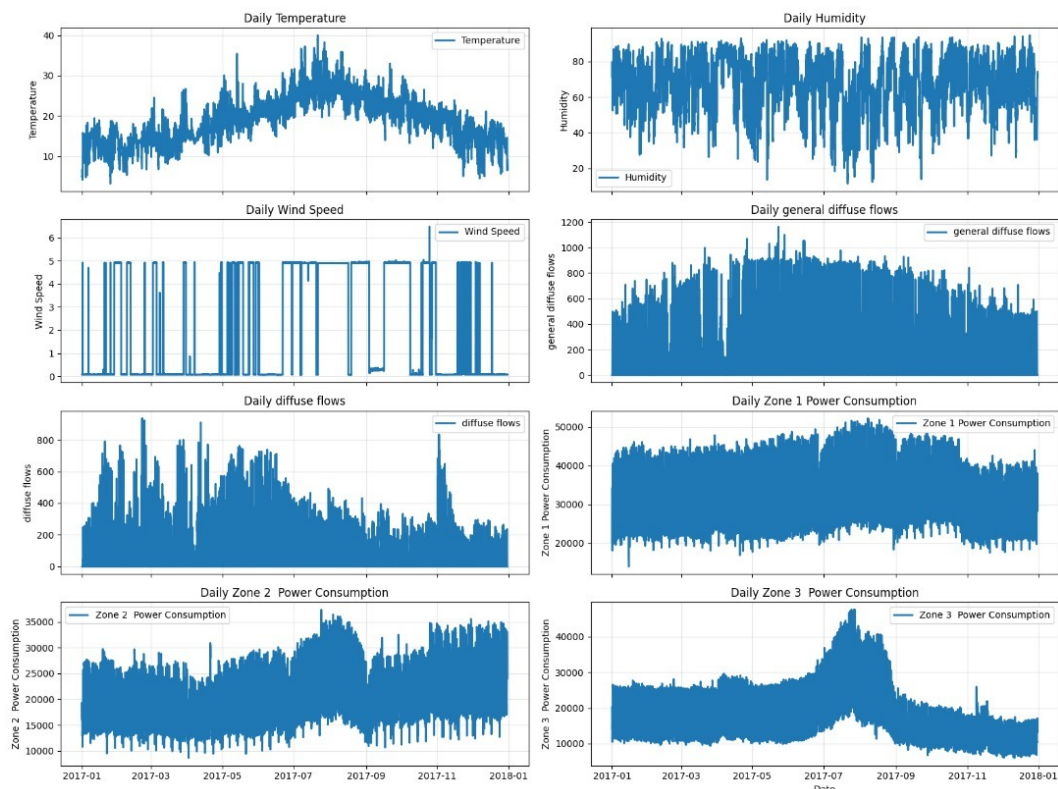 Daily Temperature
Temperature
Temperature
40
30
20
10
Daily Humidity
Humidity
Humidity
80
60
40
20
Daily Wind Speed
Wind Speed
Wind Speed
6
5
4
3
2
1
0
Daily general diffuse flows
general diffuse flows
general diffuse flows
1200
1000
800
600
400
200
0
Daily diffuse flows
diffuse flows
diffuse flows
800
600
400
200
0
Daily Zone 1 Power Consumption
Zone 1 Power Consumption
Zone 1 Power Consumption
50000
40000
30000
20000
Daily Zone 2  Power Consumption
Zone 2  Power Consumption
Zone 2  Power Consumption
35000
30000
25000
20000
15000
10000
2017-01 2017-03 2017-05 2017-07 2017-09 2017-11 2018-01
Daily Zone 3  Power Consumption
Zone 3  Power Consumption
Zone 3  Power Consumption
40000
30000
20000
10000
2017-01 2017-03 2017-05 2017-07 2017-09 2017-11 2018-01
Date